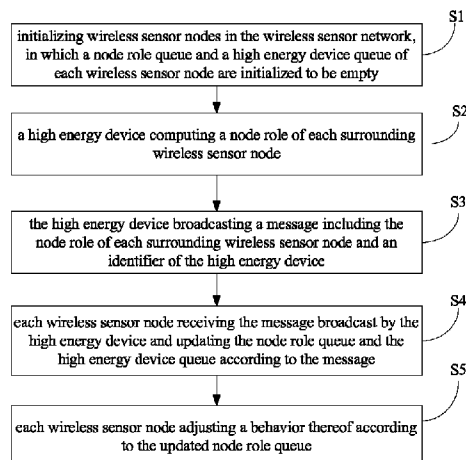 S1
initializing wireless sensor nodes in the wireless sensor network,
in which a node role queue and a high energy device queue of
each wireless sensor node are initialized to be empty
S2
a high energy device computing a node role of each surrounding
wireless sensor node
S3
the high energy device broadcasting a message including the
node role of each surrounding wireless sensor node and an
identifier of the high energy device
S4
each wireless sensor node receiving the message broadcast by the
high energy device and updating the node role queue and the
high energy device queue according to the message
S5
each wireless sensor node adjusting a behavior thereof according
to the updated node role queue